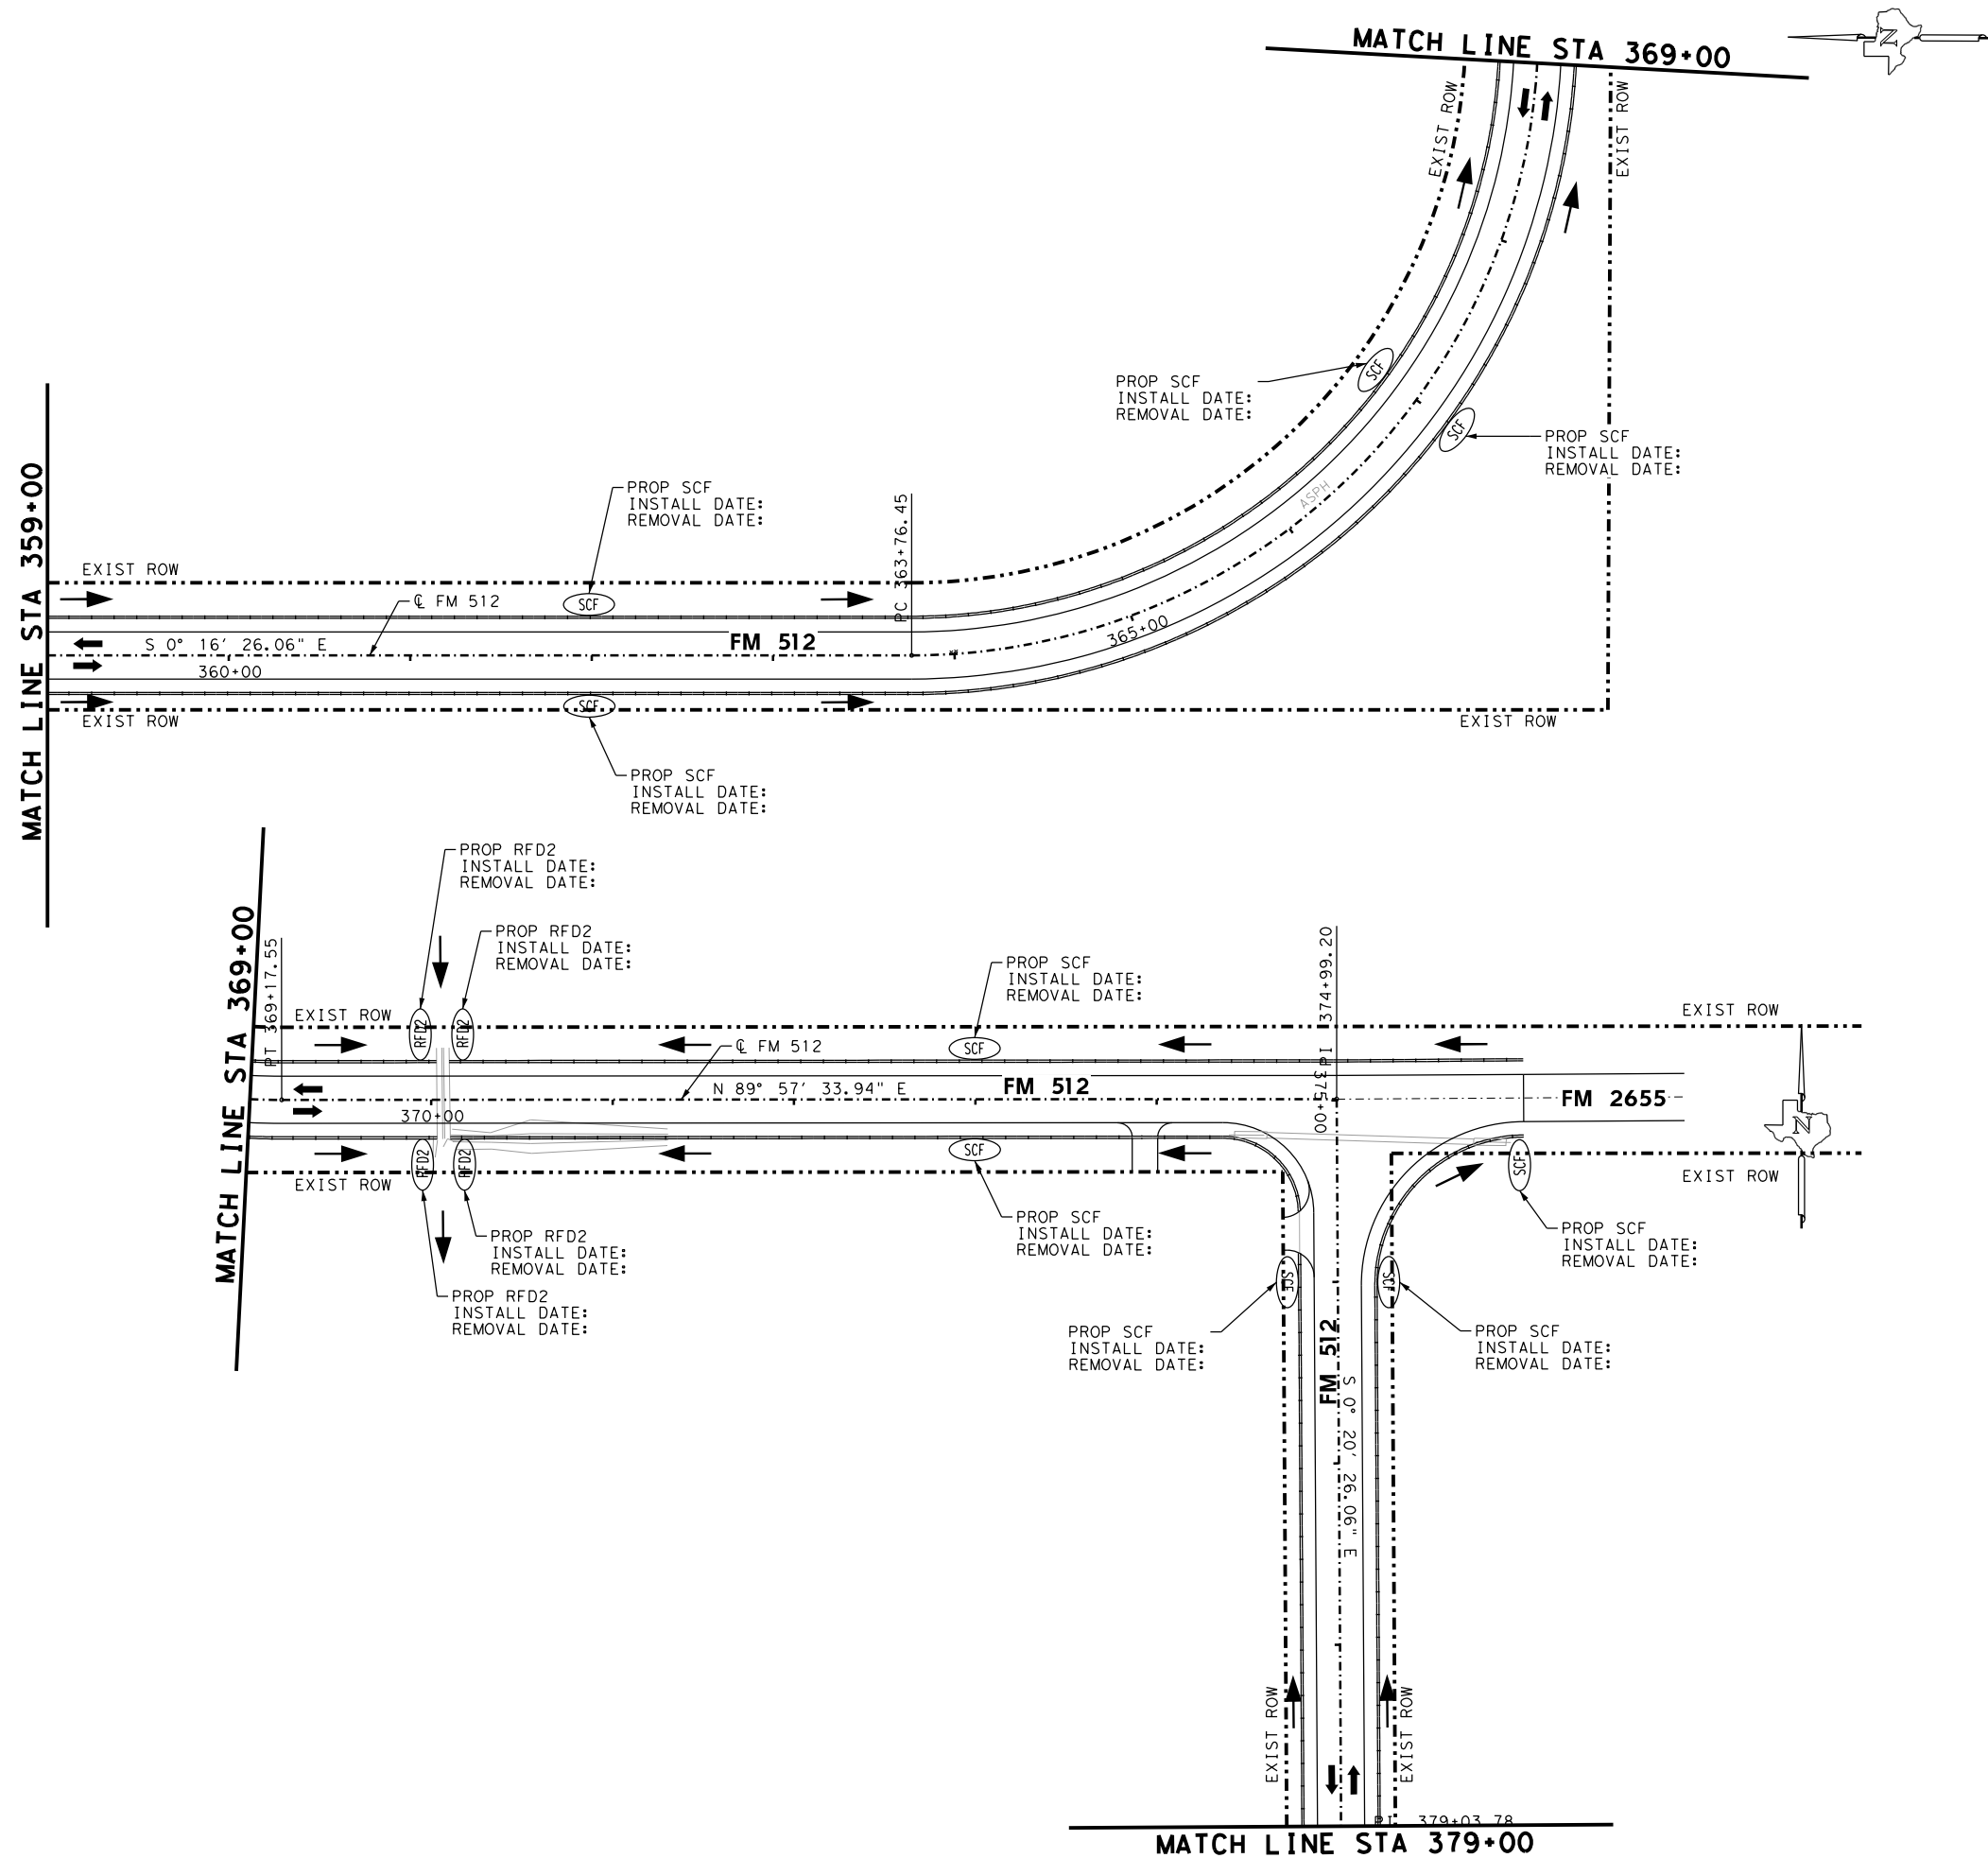 MATCH LINE STA 369+00
N
EXIST ROW
EXIST ROW
PROP SCF
INSTALL DATE:
REMOVAL DATE:
SCF
SCF
PROP SCF
INSTALL DATE:
REMOVAL DATE:
ASPH
MATCH LINE STA 359+00
PROP SCF
INSTALL DATE:
REMOVAL DATE:
PC 363+76.45
EXIST ROW
℄ FM 512
SCF
S 0° 16' 26.06" E
FM 512
365+00
360+00
SCF
EXIST ROW
EXIST ROW
PROP SCF
INSTALL DATE:
REMOVAL DATE:
PROP RFD2
INSTALL DATE:
REMOVAL DATE:
MATCH LINE STA 369+00
PT 369+17.55
PROP RFD2
INSTALL DATE:
REMOVAL DATE:
PROP SCF
INSTALL DATE:
REMOVAL DATE:
PI 374+99.20
375+00
EXIST ROW
EXIST ROW
RFD2
RFD2
℄ FM 512
SCF
N 89° 57' 33.94" E
FM 512
FM 2655
370+00
N
RFD2
RFD2
SCF
SCF
EXIST ROW
EXIST ROW
PROP SCF
INSTALL DATE:
REMOVAL DATE:
PROP RFD2
INSTALL DATE:
REMOVAL DATE:
PROP SCF
INSTALL DATE:
REMOVAL DATE:
PROP RFD2
INSTALL DATE:
REMOVAL DATE:
SCF
SCF
PROP SCF
INSTALL DATE:
REMOVAL DATE:
PROP SCF
INSTALL DATE:
REMOVAL DATE:
FM 512
S 0° 20' 26.06" E
EXIST ROW
EXIST ROW
PI 379+03.78
MATCH LINE STA 379+00